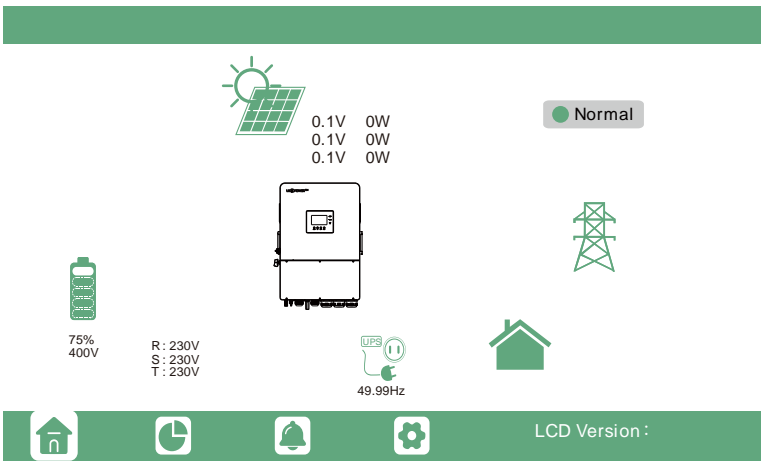 0.1V 0W
0.1V 0W
0.1V 0W
Normal
75%
400V
R : 230V
S : 230V
T : 230V
UPS
49.99Hz
LCD Version :